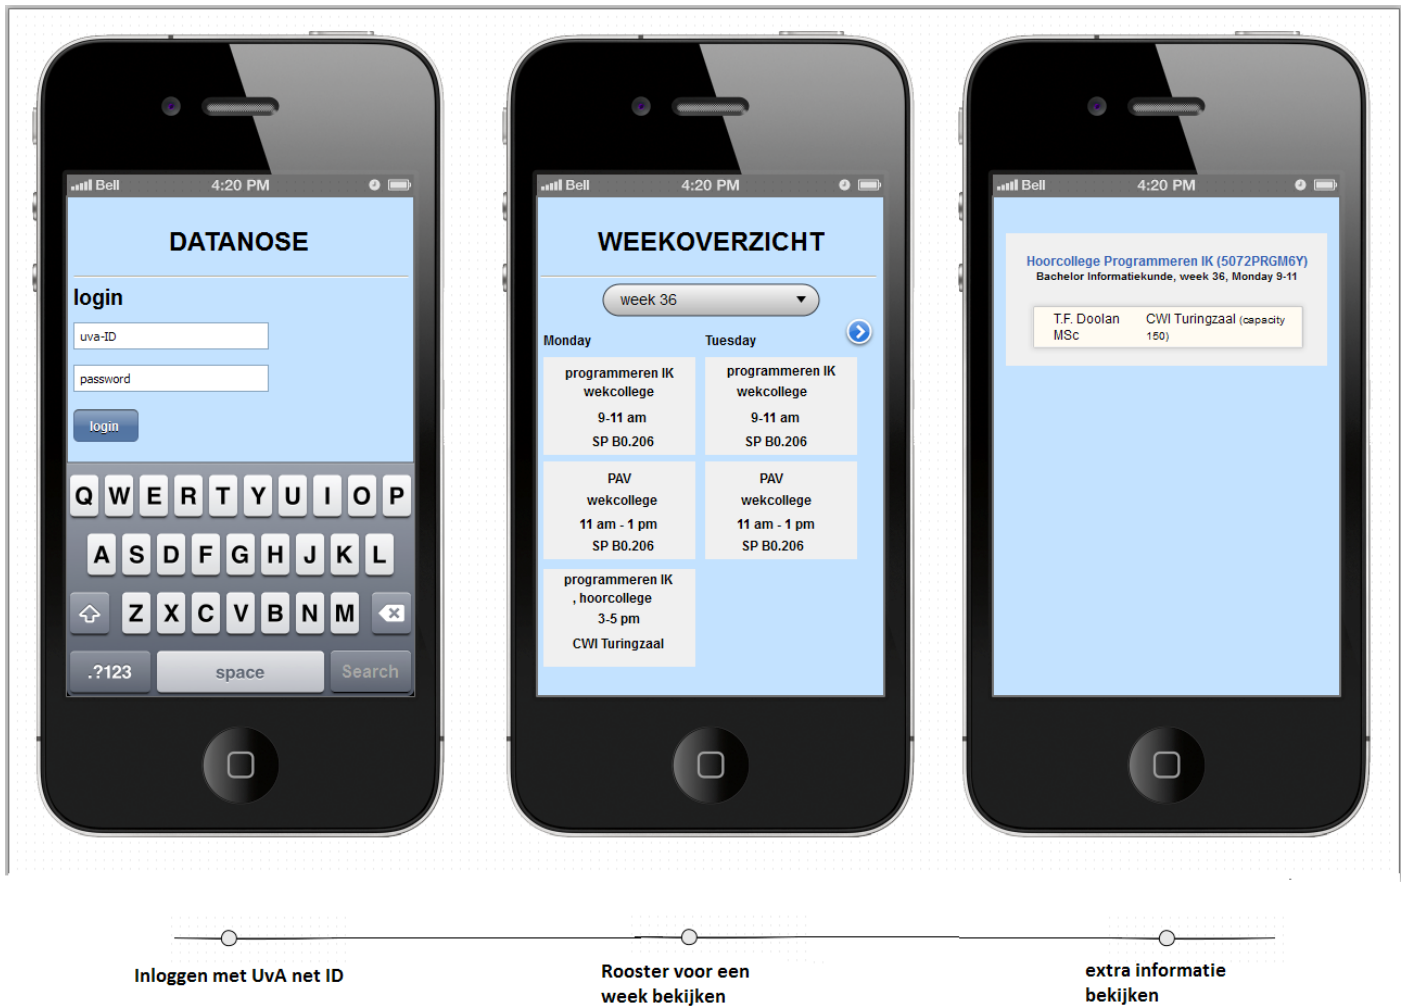 Bell 4:20 PM
DATANOSE
login
uva-ID
password
login
Q W E R T Y U I O P
A S D F G H J K L
Z X C V B N M
.?123 space Search
Bell 4:20 PM
WEEKOVERZICHT
week 36
Monday Tuesday
programmeren IK
wekcollege
9-11 am
SP B0.206
programmeren IK
wekcollege
9-11 am
SP B0.206
PAV
wekcollege
11 am - 1 pm
SP B0.206
PAV
wekcollege
11 am - 1 pm
SP B0.206
programmeren IK
, hoorcollege
3-5 pm
CWI Turingzaal
Bell 4:20 PM
Hoorcollege Programmeren IK (5072PRGM6Y)
Bachelor Informatiekunde, week 36, Monday 9-11
T.F. Doolan
MSc
CWI Turingzaal (capacity
150)
Inloggen met UvA net ID
Rooster voor een
week bekijken
extra informatie
bekijken